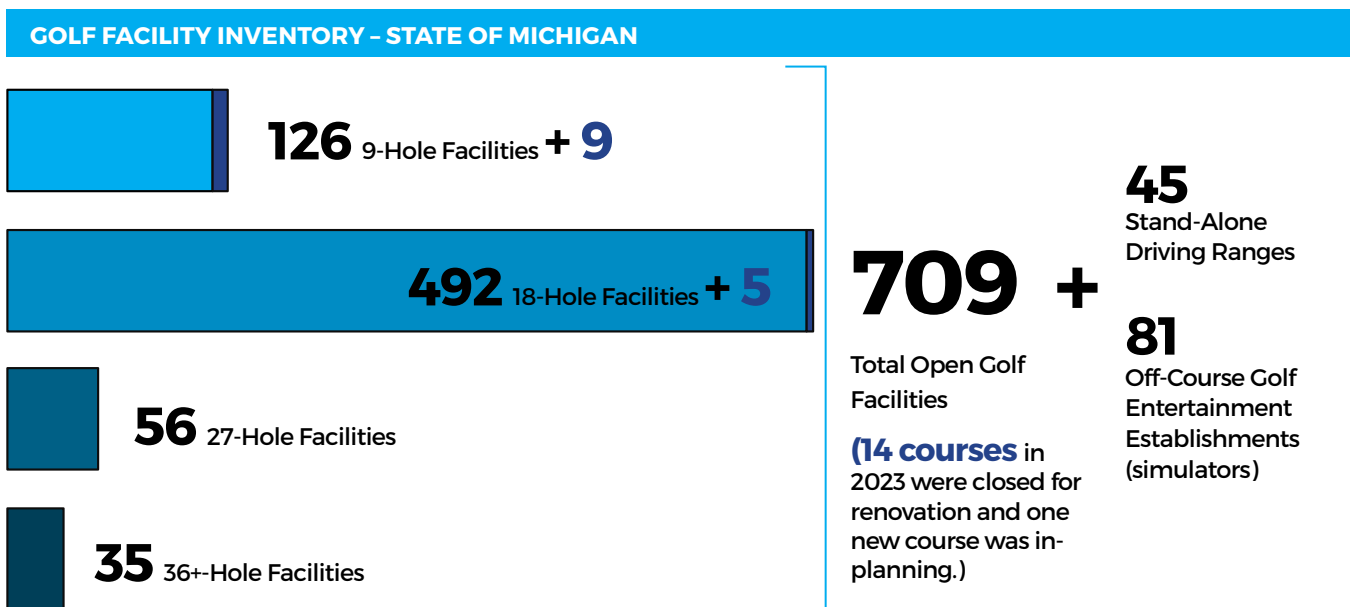 GOLF FACILITY INVENTORY – STATE OF MICHIGAN
126 9-Hole Facilities + 9
492 18-Hole Facilities + 5
56 27-Hole Facilities
35 36+-Hole Facilities
709 +
Total Open Golf
Facilities
(14 courses in
2023 were closed for
renovation and one
new course was in-
planning.)
45
Stand-Alone
Driving Ranges
81
Off-Course Golf
Entertainment
Establishments
(simulators)